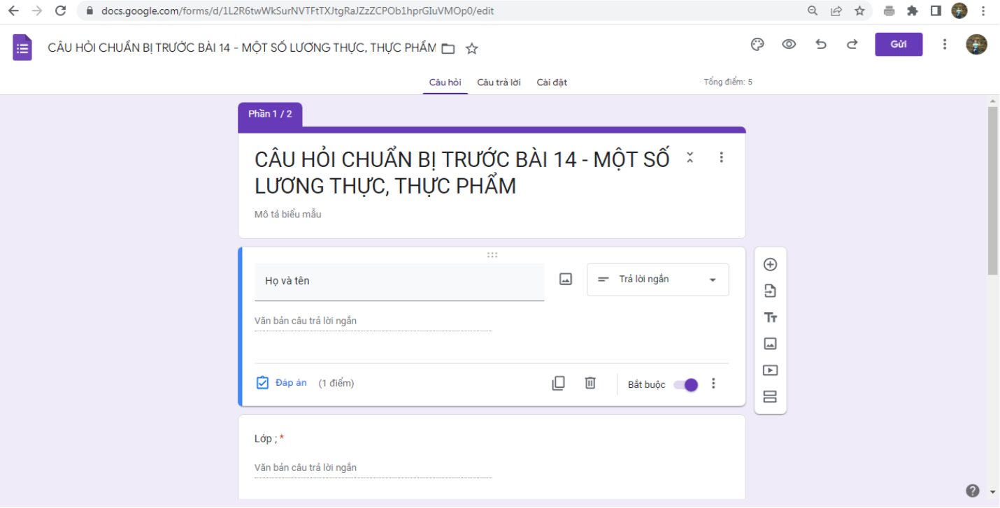 docs.google.com/forms/d/1L2R6twWkSurNVTFtTXJtgRaJZzZCPOb1hprGIuVMOp0/edit
CÂU HỎI CHUẨN BỊ TRƯỚC BÀI 14 - MỘT SỐ LƯƠNG THỰC, THỰC PHẨM
Gửi
Câu hỏi Câu trả lời Cài đặt Tổng điểm: 5
Phần 1 / 2
CÂU HỎI CHUẨN BỊ TRƯỚC BÀI 14 - MỘT SỐ
LƯƠNG THỰC, THỰC PHẨM
Mô tả biểu mẫu
Họ và tên
Trả lời ngắn
Văn bản câu trả lời ngắn
Đáp án (1 điểm) Bắt buộc
Lớp ; *
Văn bản câu trả lời ngắn